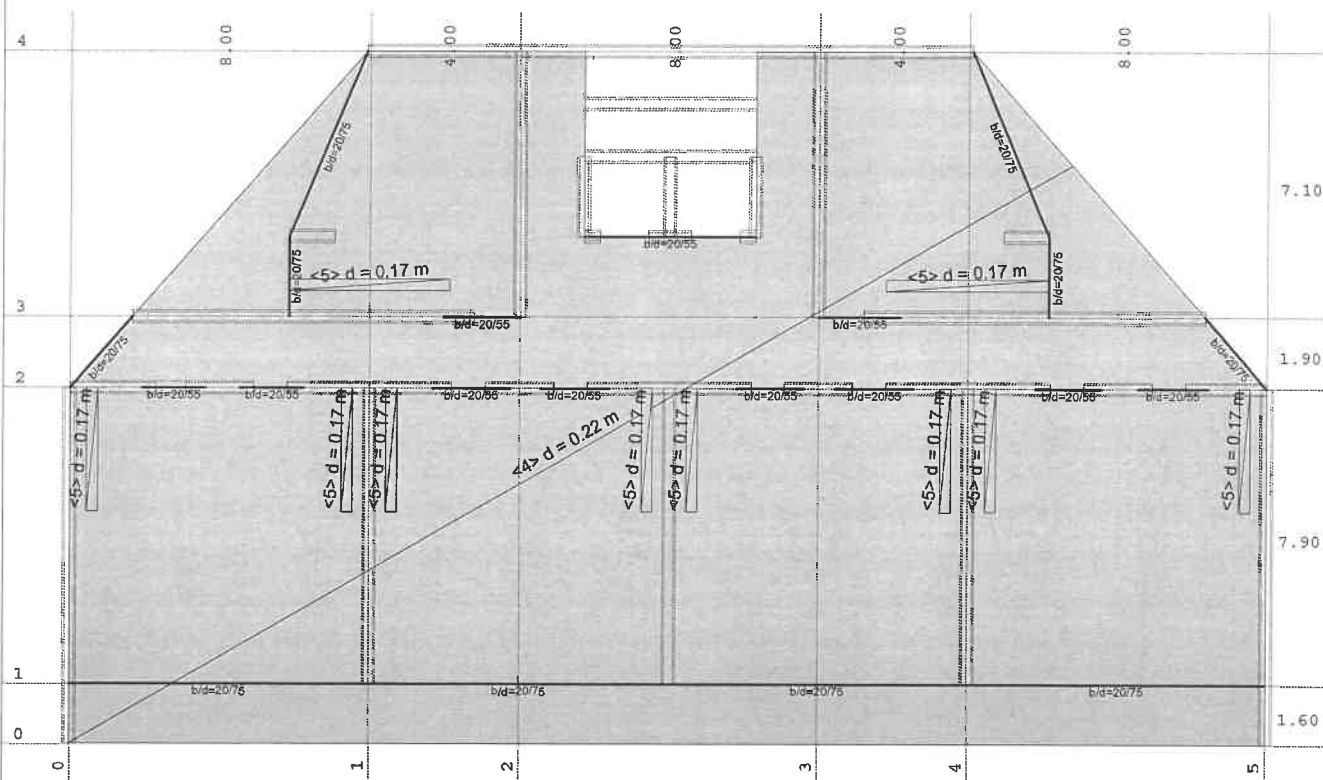 4
8.00
4.00
8.00
4.00
8.00
b/d=20/75
b/d=20/75
7.10
b/d=20/55
<5> d = 0.17 m
<5> d = 0.17 m
b/d=20/75
b/d=20/75
3
b/d=20/55
b/d=20/55
b/d=20/75
b/d=20/75
1.90
2
b/d=20/55
b/d=20/55
b/d=20/55
b/d=20/55
b/d=20/55
b/d=20/55
b/d=20/55
b/d=20/55
<5> d = 0.17 m
<5> d = 0.17 m
<5> d = 0.17 m
<4> d = 0.22 m
<5> d = 0.17 m
<5> d = 0.17 m
<5> d = 0.17 m
<5> d = 0.17 m
<5> d = 0.17 m
7.90
1
b/d=20/75
b/d=20/75
b/d=20/75
b/d=20/75
0
1.60
0
1
2
3
4
5